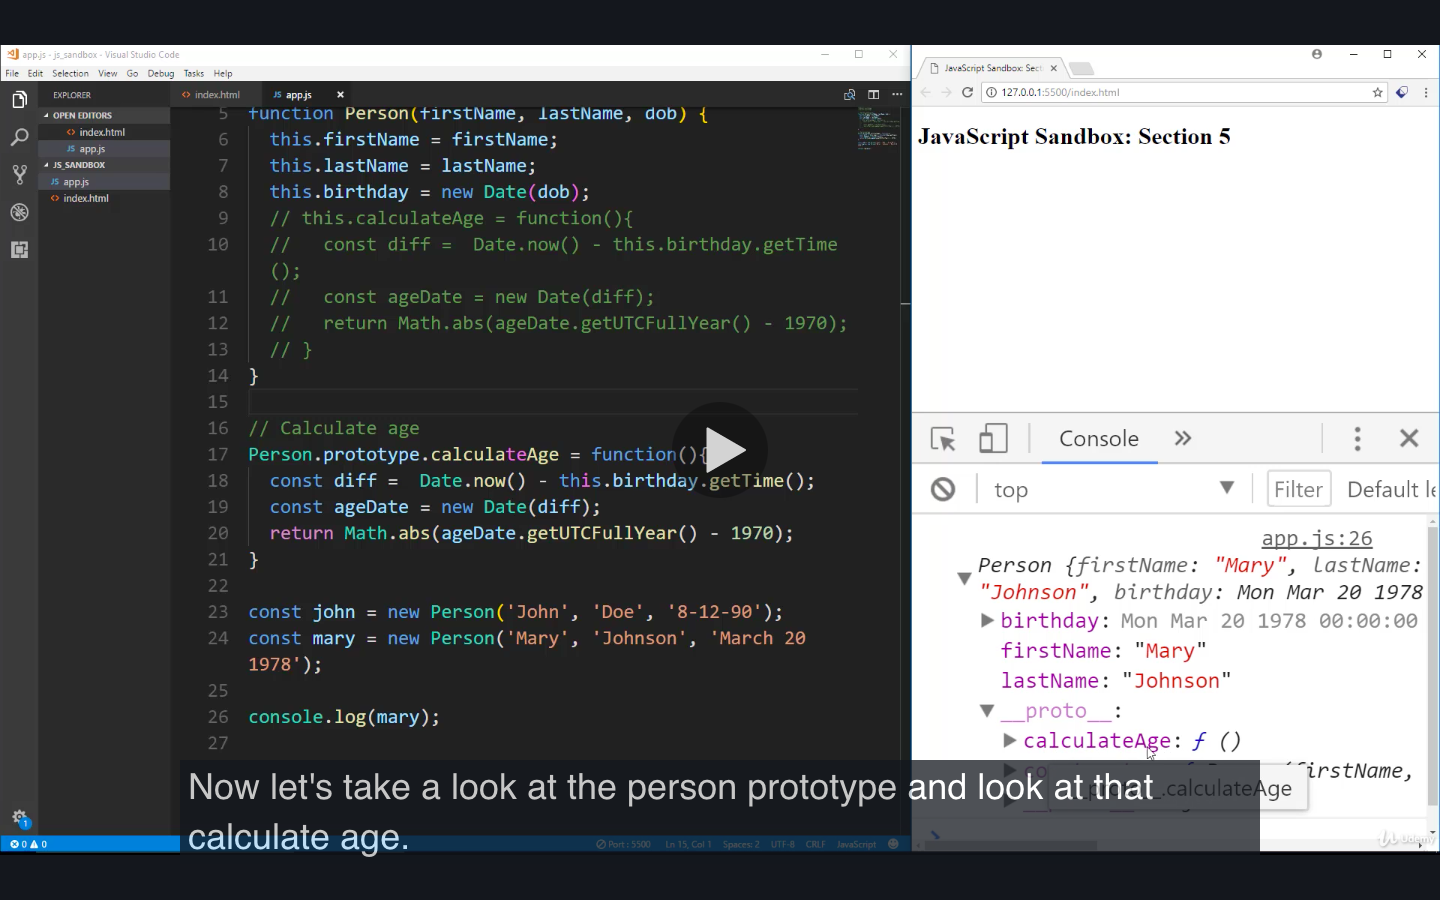 app.js - js_sandbox - Visual Studio Code
File Edit Selection View Go Debug Tasks Help
EXPLORER
OPEN EDITORS
index.html
JS app.js
JS_SANDBOX
JS app.js
index.html
index.html JS app.js
5 function Person(firstName, lastName, dob) {
6 this.firstName = firstName;
7 this.lastName = lastName;
8 this.birthday = new Date(dob);
9 // this.calculateAge = function(){
10 //   const diff =  Date.now() - this.birthday.getTime
();
11 //   const ageDate = new Date(diff);
12 //   return Math.abs(ageDate.getUTCFullYear() - 1970);
13 // }
14 }
15
16 // Calculate age
17 Person.prototype.calculateAge = function(){
18 const diff =  Date.now() - this.birthday.getTime();
19 const ageDate = new Date(diff);
20 return Math.abs(ageDate.getUTCFullYear() - 1970);
21 }
22
23 const john = new Person('John', 'Doe', '8-12-90');
24 const mary = new Person('Mary', 'Johnson', 'March 20
1978');
25
26 console.log(mary);
27
1
0 0
Port : 5500 Ln 15, Col 1 Spaces: 2 UTF-8 CRLF JavaScript
JavaScript Sandbox: Sect
127.0.0.1:5500/index.html
JavaScript Sandbox: Section 5
Console
top Filter Default le
app.js:26
Person {firstName: "Mary", lastName:
"Johnson", birthday: Mon Mar 20 1978
birthday: Mon Mar 20 1978 00:00:00
firstName: "Mary"
lastName: "Johnson"
__proto__:
calculateAge: ƒ ()
(firstName,
.calculateAge
Now let's take a look at the person prototype and look at that
calculate age.
Udemy